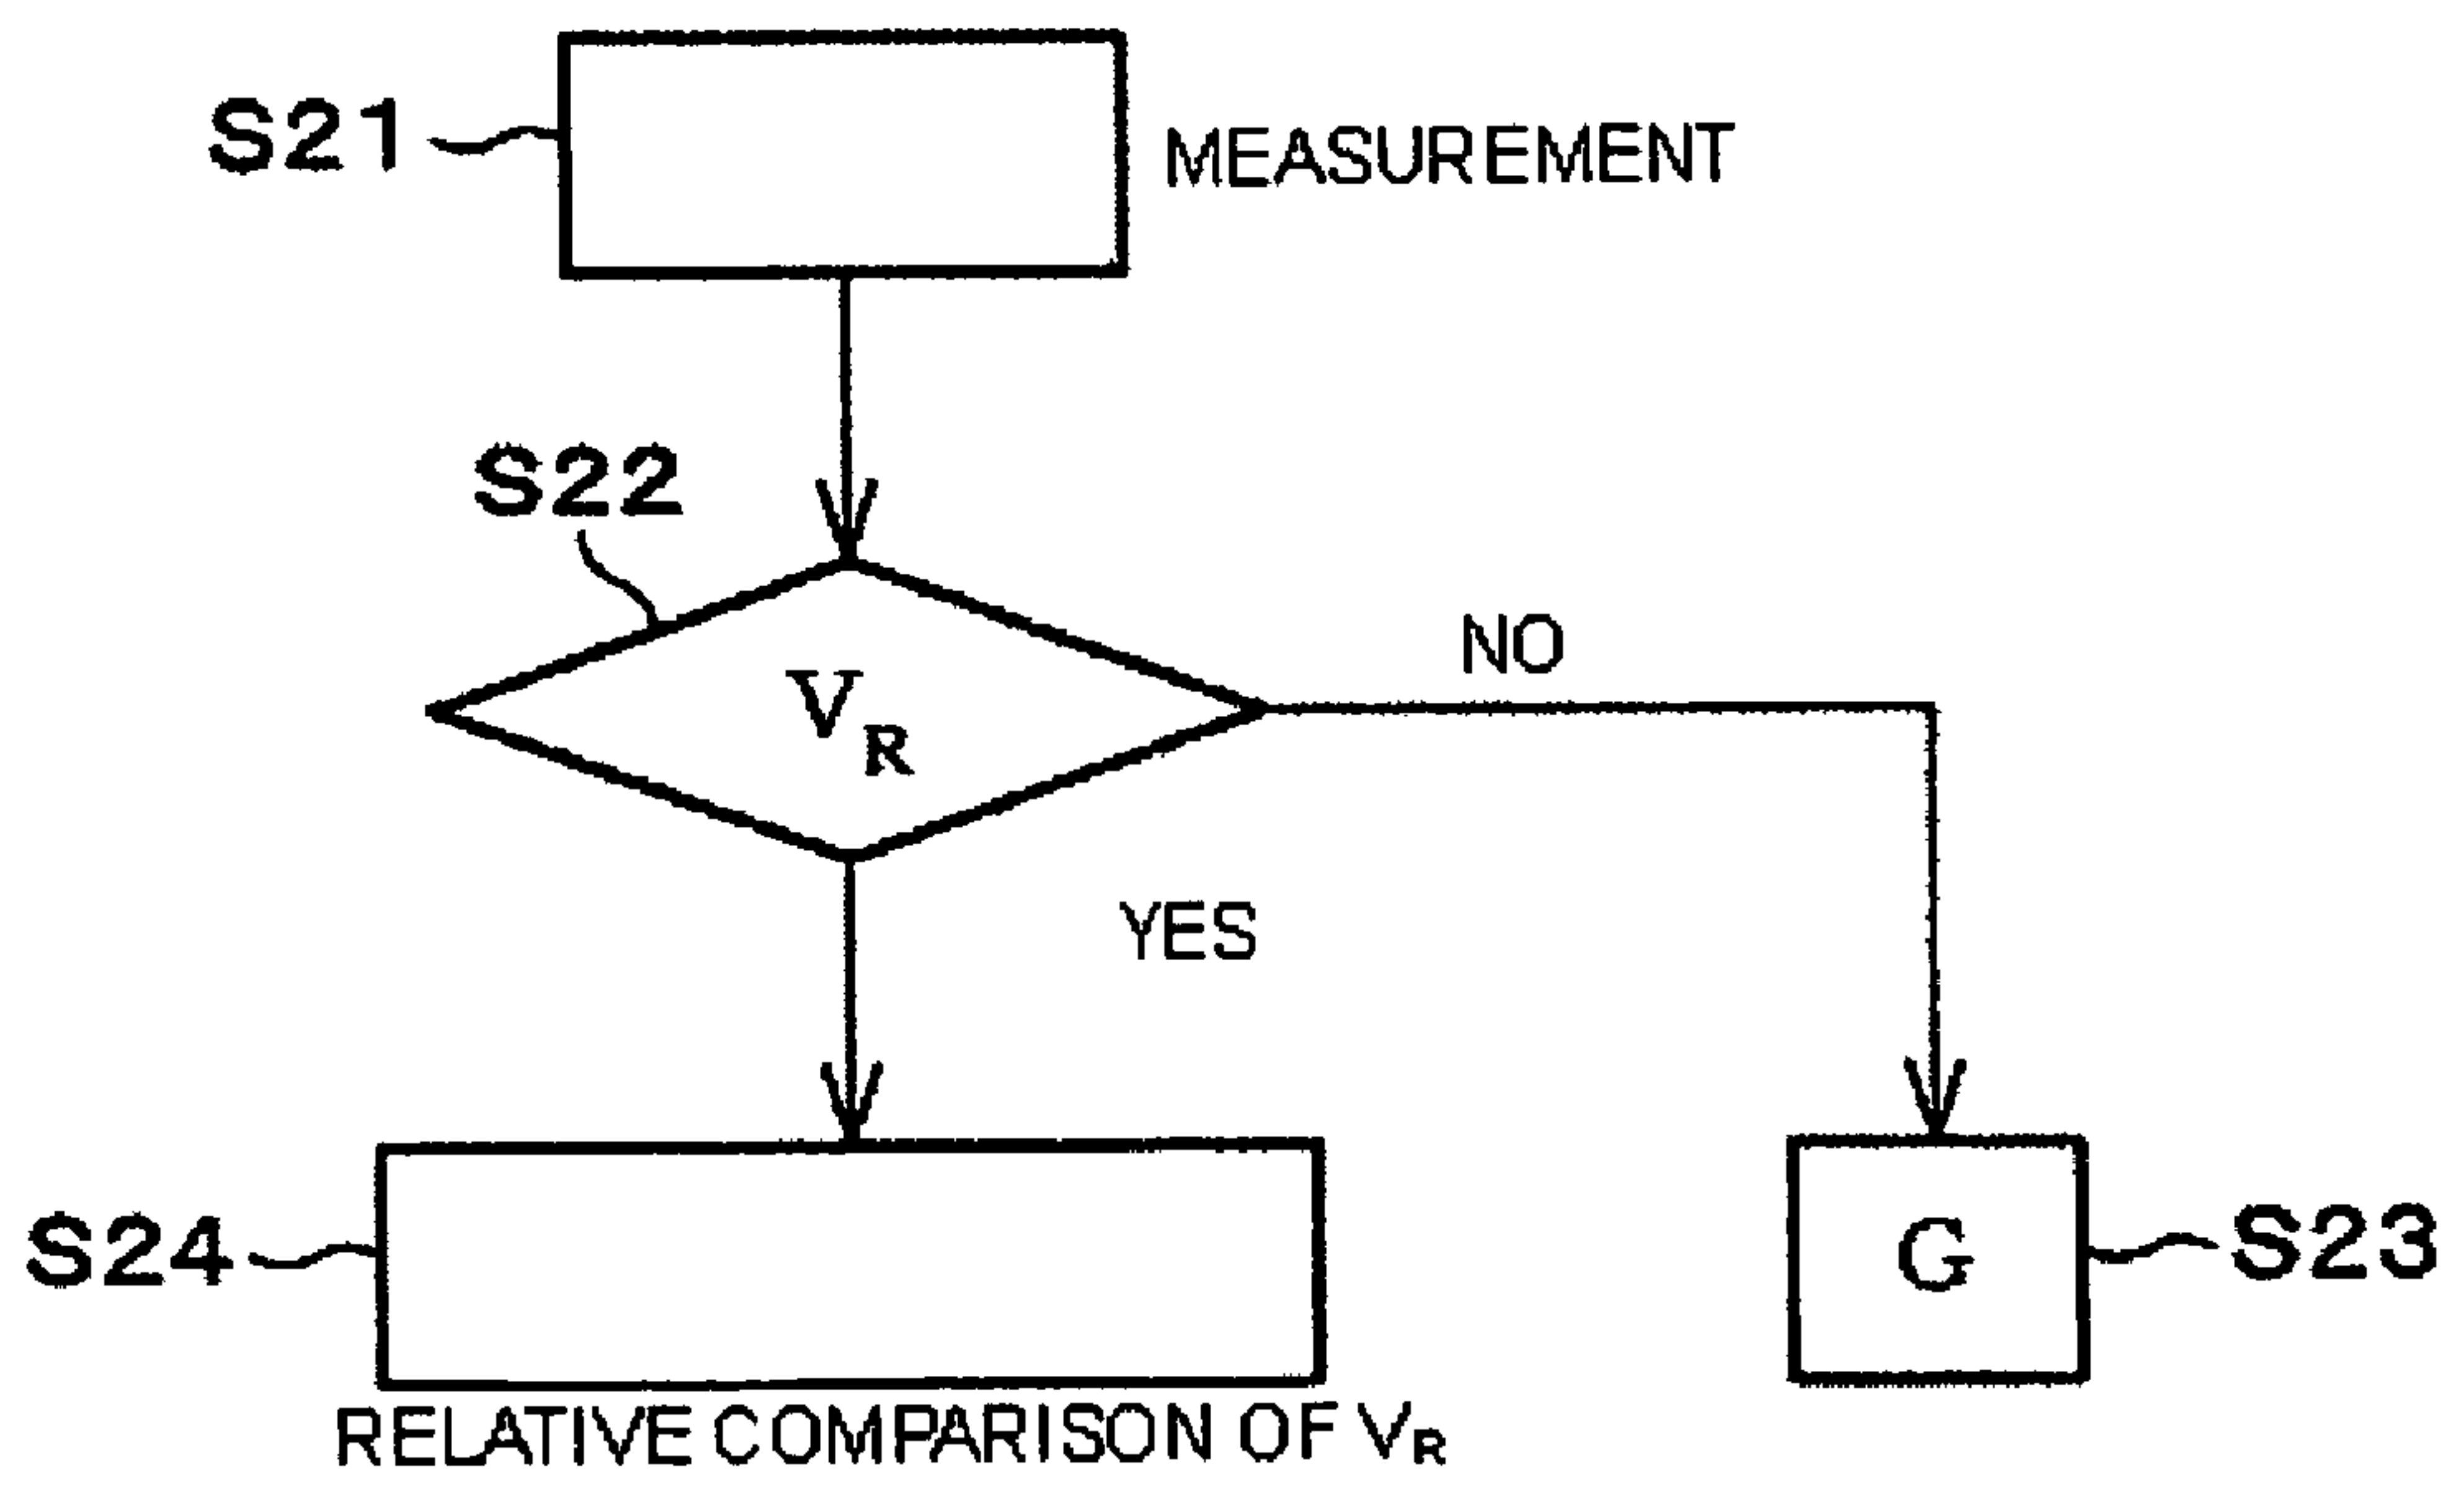 S21
MEASUREMENT
S22
NO
VR
YES
S24
G
S23
RELATIVE COMPARISON OF VR